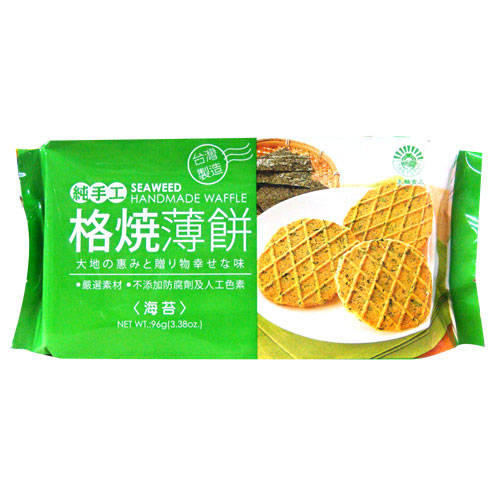 台灣
製造
純手工
SEAWEED
HANDMADE WAFFLE
格燒薄餅
大地の惠みと贈り物幸せな味
•嚴選素材 •不添加防腐劑及人工色素
〈海苔〉
NET WT.:96g(3.38oz.)